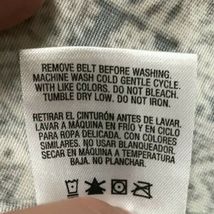 REMOVE BELT BEFORE WASHING.
MACHINE WASH COLD GENTLE CYCLE.
WITH LIKE COLORS. DO NOT BLEACH.
TUMBLE DRY LOW. DO NOT IRON.
RETIRAR EL CINTURÓN ANTES DE LAVAR.
LAVAR A MÁQUINA EN FRÍO Y EN CICLO
PARA ROPA DELICADA. CON COLORES
SIMILARES. NO USAR BLANQUEADOR.
SECAR EN MÁQUINA A TEMPERATURA
BAJA. NO PLANCHAR.